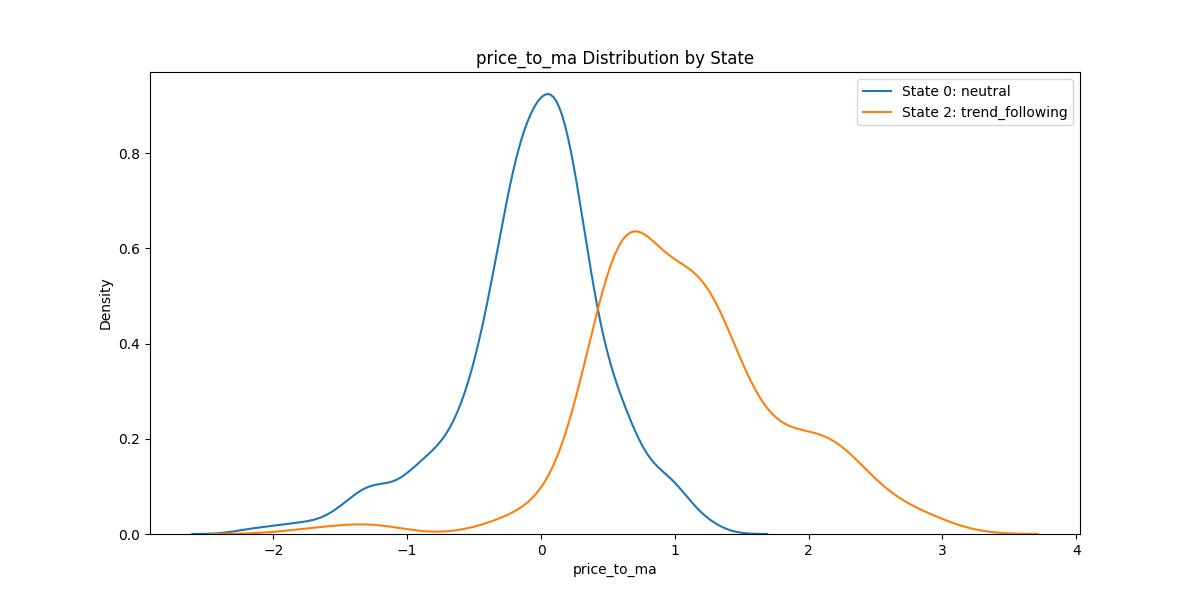 price_to_ma Distribution by State
State 0: neutral
State 2: trend_following
Density
0.8
0.6
0.4
0.2
0.0
−2
−1
0
1
2
3
4
price_to_ma